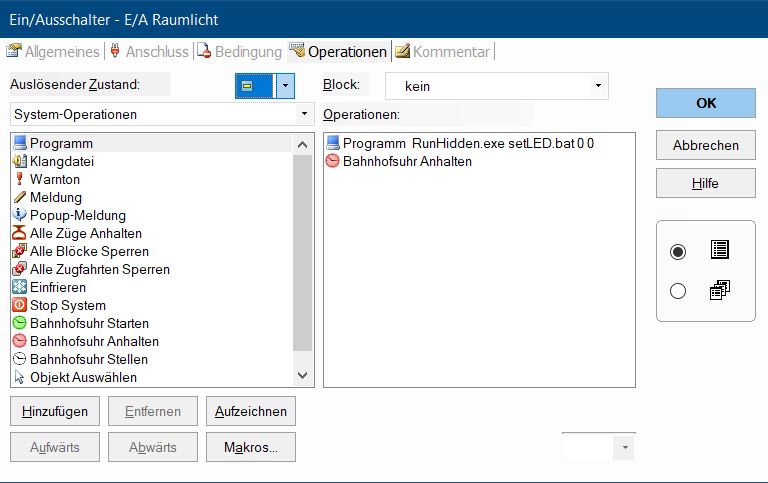 Ein/Ausschalter - E/A Raumlicht
Allgemeines Anschluss Bedingung Operationen Kommentar
Auslösender Zustand:
Block: kein
System-Operationen
Operationen:
Programm
Klangdatei
Warnton
Meldung
Popup-Meldung
Alle Züge Anhalten
Alle Blöcke Sperren
Alle Zugfahrten Sperren
Einfrieren
Stop System
Bahnhofsuhr Starten
Bahnhofsuhr Anhalten
Bahnhofsuhr Stellen
Objekt Auswählen
Programm RunHidden.exe setLED.bat 0 0
Bahnhofsuhr Anhalten
OK
Abbrechen
Hilfe
Hinzufügen Entfernen Aufzeichnen
Aufwärts Abwärts Makros...